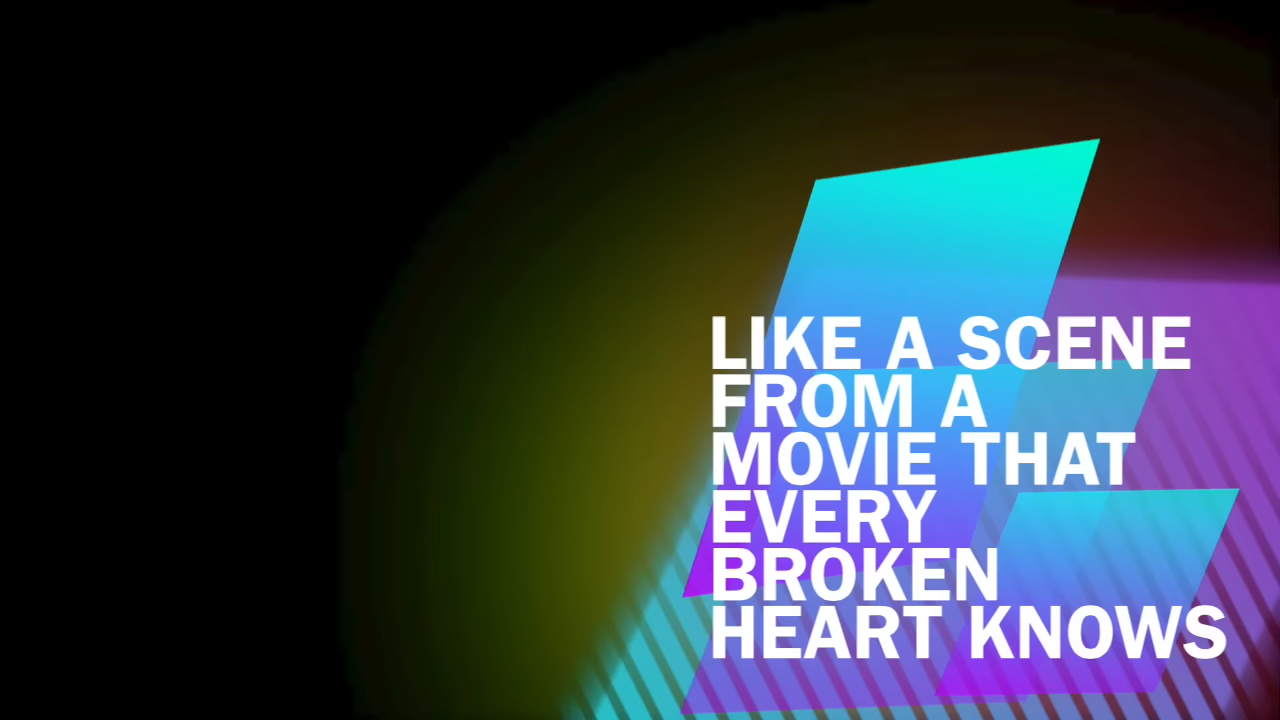 LIKE A SCENE
FROM A
MOVIE THAT
EVERY
BROKEN
HEART KNOWS